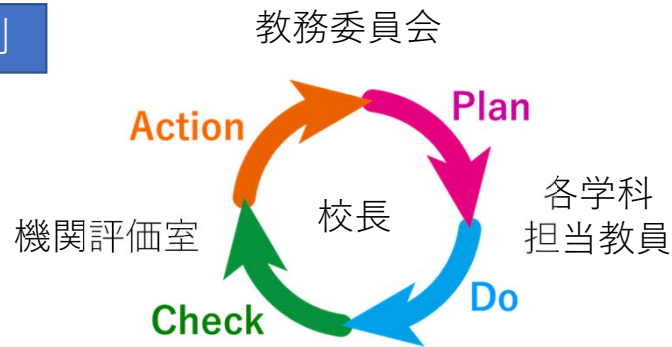 教務委員会
Action
Plan
機関評価室
校長
各学科
担当教員
Check
Do